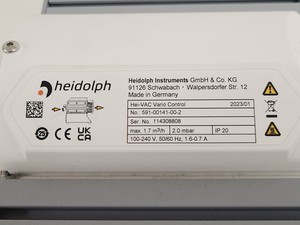 heidolph
Heidolph Instruments GmbH & Co. KG
91126 Schwabach · Walpersdorfer Str. 12
Made in Germany
Hei-VAC Vario Control 2023/01
No. 591-00141-00-2
Ser. No. 114308808
max. 1.7 m³/h 2.0 mbar IP 20
100-240 V, 50/60 Hz, 1.6-0.7 A
CE
UK
CA
25